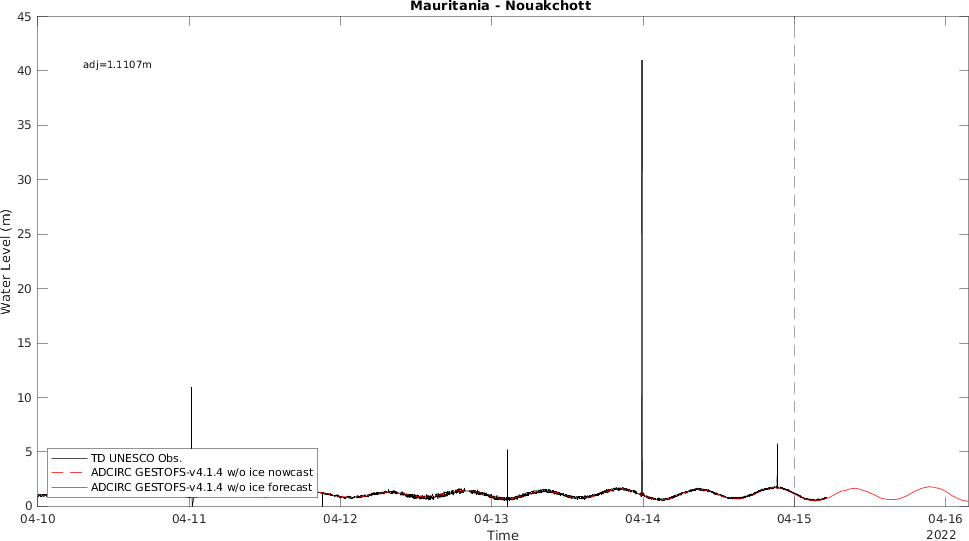 Mauritania - Nouakchott
45
40
35
30
25
20
15
10
5
0
adj=1.1107m
Water Level (m)
TD UNESCO Obs.
ADCIRC GESTOFS-v4.1.4 w/o ice nowcast
ADCIRC GESTOFS-v4.1.4 w/o ice forecast
04-10 04-11 04-12 04-13 04-14 04-15 04-16
Time
2022